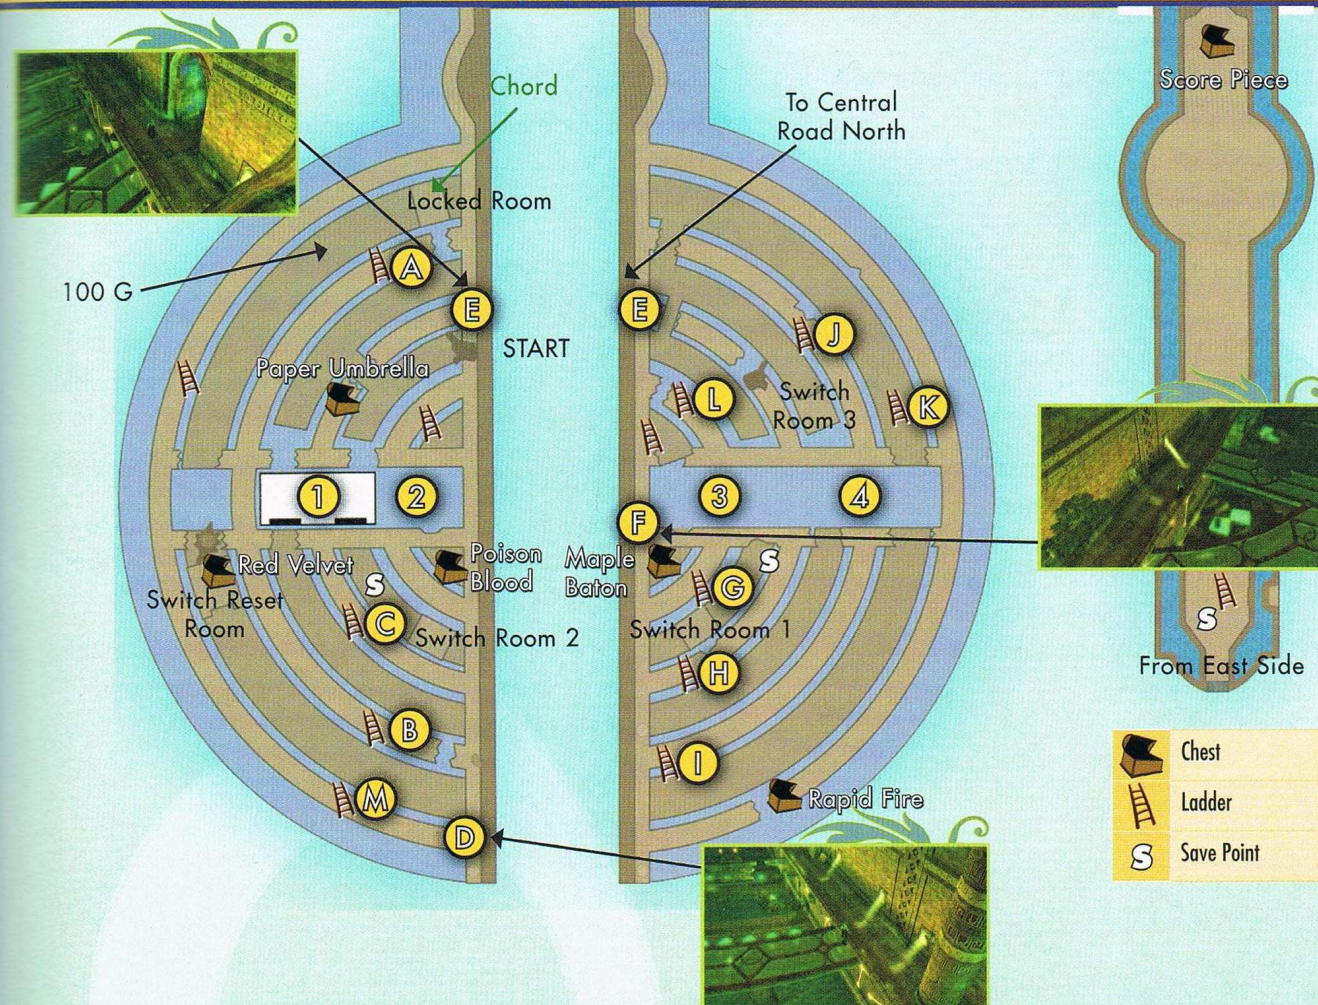 Chord
To Central
Road North
Score Piece
Locked Room
A
100 G
E
E
START
J
Paper Umbrella
L
Switch
Room 3
K
1
2
3
4
F
Red Velvet
Poison
Blood
Maple
Baton
S
S
G
Switch Reset
Room
C
Switch Room 2
Switch Room 1
S
From East Side
H
B
I
Chest
M
Rapid Fire
Ladder
D
S
Save Point